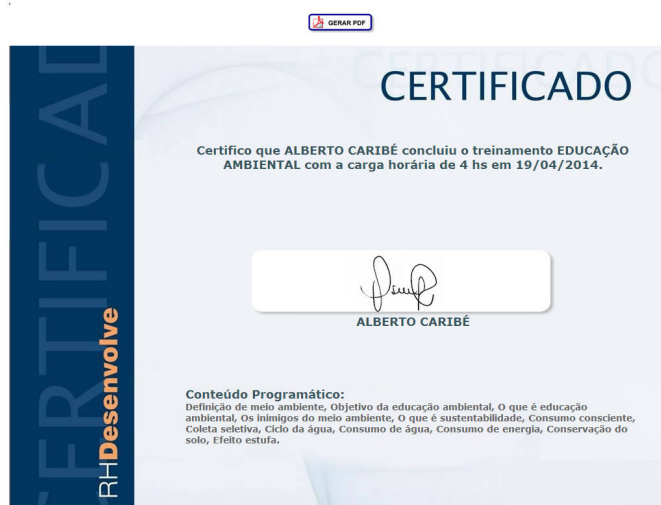 GERAR PDF
CERTIFICADO
Certifico que ALBERTO CARIBÉ concluiu o treinamento EDUCAÇÃO
AMBIENTAL com a carga horária de 4 hs em 19/04/2014.
ALBERTO CARIBÉ
Conteúdo Programático:
Definição de meio ambiente, Objetivo da educação ambiental, O que é educação
ambiental, Os inimigos do meio ambiente, O que é sustentabilidade, Consumo consciente,
Coleta seletiva, Ciclo da água, Consumo de água, Consumo de energia, Conservação do
solo, Efeito estufa.
CERTIFICAD
RHDesenvolve